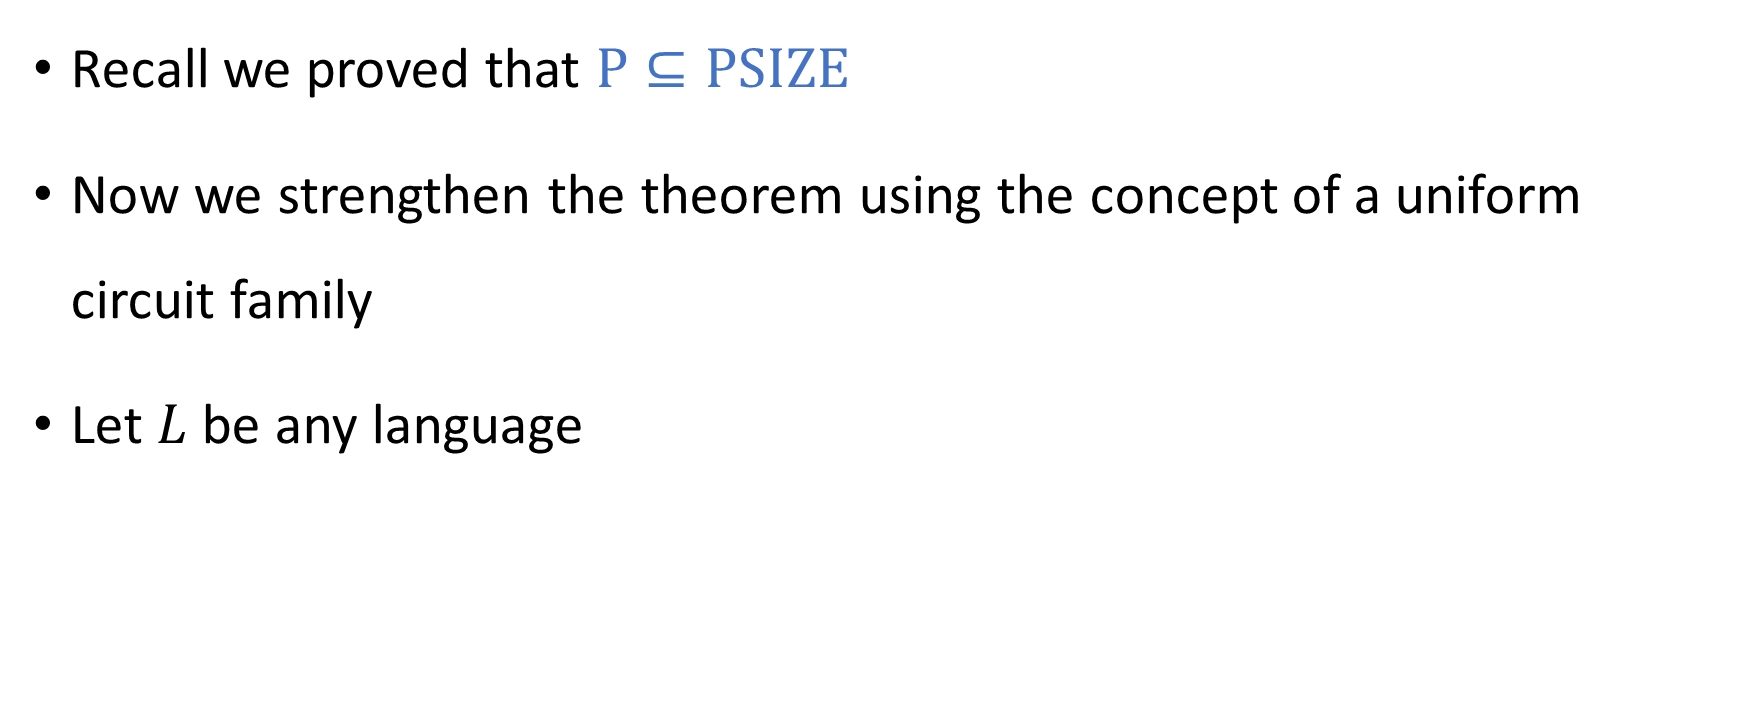 • Recall we proved that P ⊆ PSIZE
• Now we strengthen the theorem using the concept of a uniform
circuit family
• Let L be any language